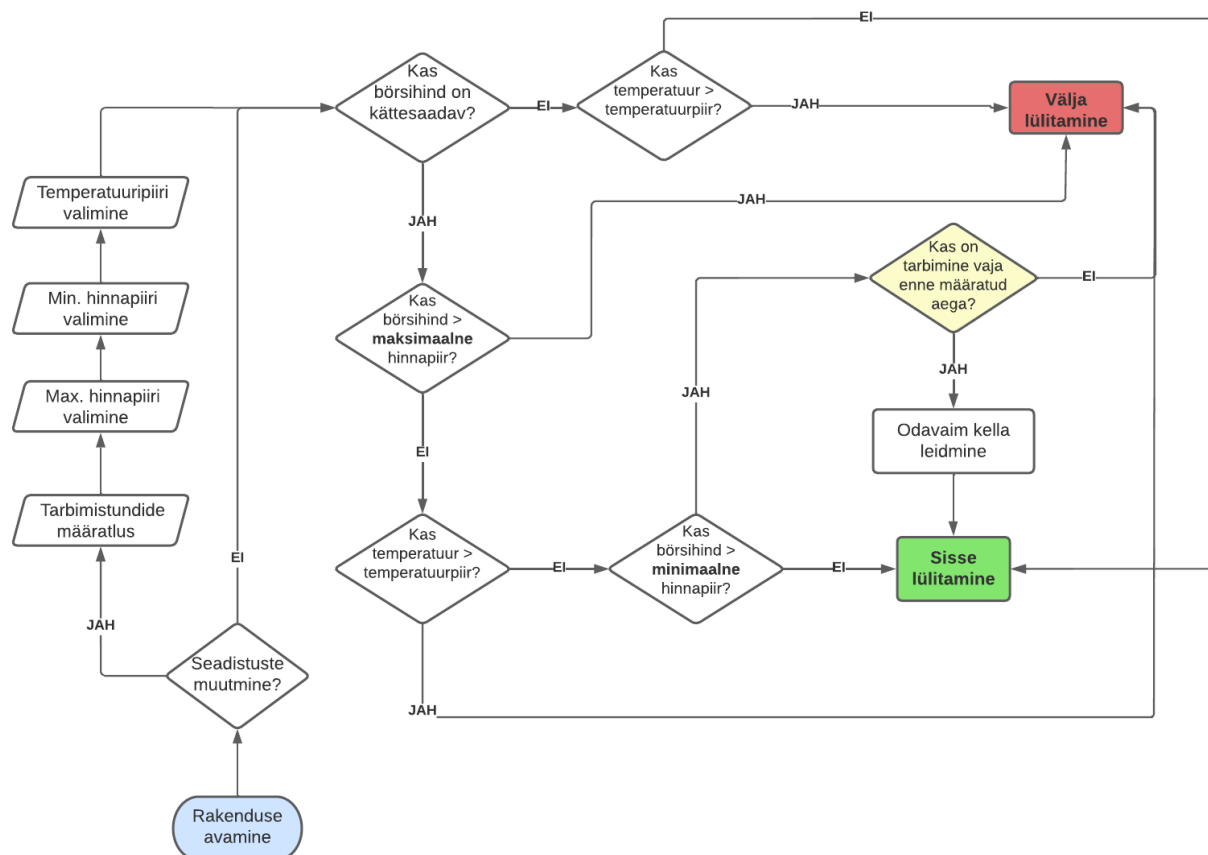 EI
Kas
börsihind on
kättesaadav?
EI
Kas
temperatuur >
temperatuurpiir?
JAH
Välja
lülitamine
Temperatuuripiiri
valimine
JAH
JAH
Kas on
tarbimine vaja
enne määratud
aega?
EI
Min. hinnapiiri
valimine
Kas
börsihind >
maksimaalne
hinnapiir?
JAH
JAH
Max. hinnapiiri
valimine
Odavaim kella
leidmine
EI
Tarbimistundide
määratlus
Kas
temperatuur >
temperatuurpiir?
EI
Kas
börsihind >
minimaalne
hinnapiir?
EI
Sisse
lülitamine
EI
JAH
Seadistuste
muutmine?
JAH
Rakenduse
avamine